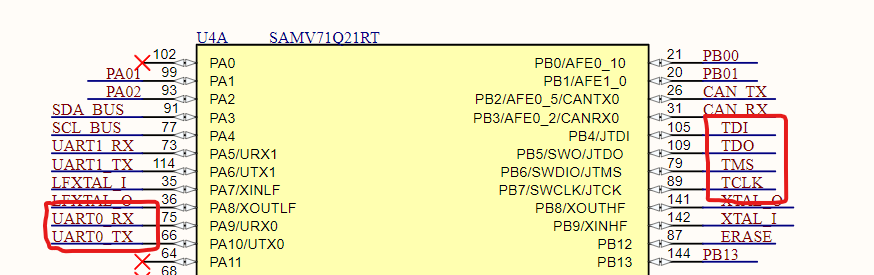 U4A SAMV71Q21RT
102 PA0 PB0/AFE0_10 21 PB00
PA01 99 PA1 PB1/AFE1_0 20 PB01
PA02 93 PA2 PB2/AFE0_5/CANTX0 26 CAN_TX
SDA_BUS 91 PA3 PB3/AFE0_2/CANRX0 31 CAN_RX
SCL_BUS 77 PA4 PB4/JTDI 105 TDI
UART1_RX 73 PA5/URX1 PB5/SWO/JTDO 109 TDO
UART1_TX 114 PA6/UTX1 PB6/SWDIO/JTMS 79 TMS
LFXTAL_I 35 PA7/XINLF PB7/SWCLK/JTCK 89 TCLK
LFXTAL_O 36 PA8/XOUTLF PB8/XOUTHF 141 XTAL_O
UART0_RX 75 PA9/URX0 PB9/XINHF 142 XTAL_I
UART0_TX 66 PA10/UTX0 PB12 87 ERASE
64 PA11 PB13 144 PB13
68